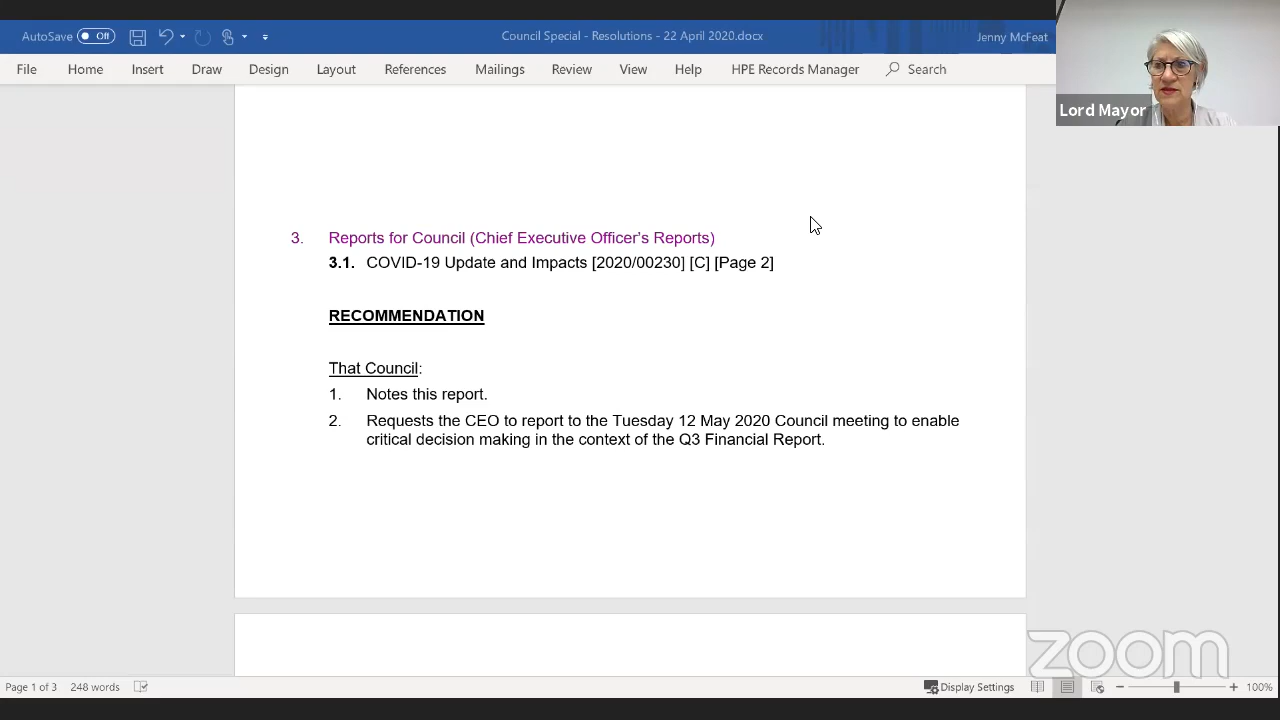 AutoSave Off
Council Special - Resolutions - 22 April 2020.docx
Jenny McFeat
File Home Insert Draw Design Layout References Mailings Review View Help HPE Records Manager Search
Lord Mayor
3. Reports for Council (Chief Executive Officer's Reports)
3.1. COVID-19 Update and Impacts [2020/00230] [C] [Page 2]
RECOMMENDATION
That Council:
1. Notes this report.
2. Requests the CEO to report to the Tuesday 12 May 2020 Council meeting to enable
critical decision making in the context of the Q3 Financial Report.
zoom
Page 1 of 3 248 words
Display Settings
100%